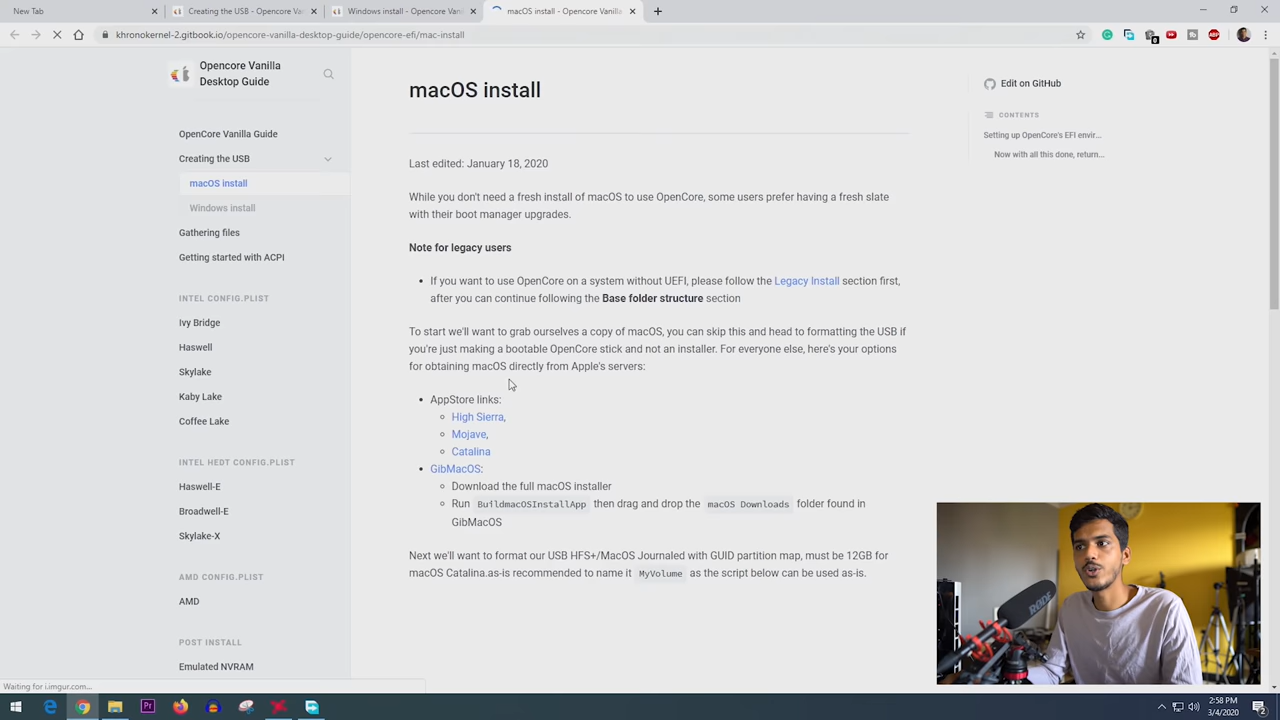 New Tab
Creating the USB - OpenCore Van
Windows install - OpenCore Vanill
macOS install - OpenCore Vanilla
khronokernel-2.gitbook.io/opencore-vanilla-desktop-guide/opencore-efi/mac-install
Opencore Vanilla
Desktop Guide
OpenCore Vanilla Guide
Creating the USB
macOS install
Windows install
Gathering files
Getting started with ACPI
INTEL CONFIG.PLIST
Ivy Bridge
Haswell
Skylake
Kaby Lake
Coffee Lake
INTEL HEDT CONFIG.PLIST
Haswell-E
Broadwell-E
Skylake-X
AMD CONFIG.PLIST
AMD
POST INSTALL
Emulated NVRAM
macOS install
Last edited: January 18, 2020
While you don't need a fresh install of macOS to use OpenCore, some users prefer having a fresh slate
with their boot manager upgrades.
Note for legacy users
• If you want to use OpenCore on a system without UEFI, please follow the Legacy Install section first,
after you can continue following the Base folder structure section
To start we'll want to grab ourselves a copy of macOS, you can skip this and head to formatting the USB if
you're just making a bootable OpenCore stick and not an installer. For everyone else, here's your options
for obtaining macOS directly from Apple's servers:
• AppStore links:
○ High Sierra,
○ Mojave,
○ Catalina
• GibMacOS:
○ Download the full macOS installer
○ Run BuildmacOSInstallApp then drag and drop the macOS Downloads folder found in
GibMacOS
Next we'll want to format our USB HFS+/MacOS Journaled with GUID partition map, must be 12GB for
macOS Catalina.as-is recommended to name it MyVolume as the script below can be used as-is.
Edit on GitHub
CONTENTS
Setting up OpenCore's EFI envir...
Now with all this done, return...
RODE
Waiting for i.imgur.com...
2:58 PM
3/4/2020